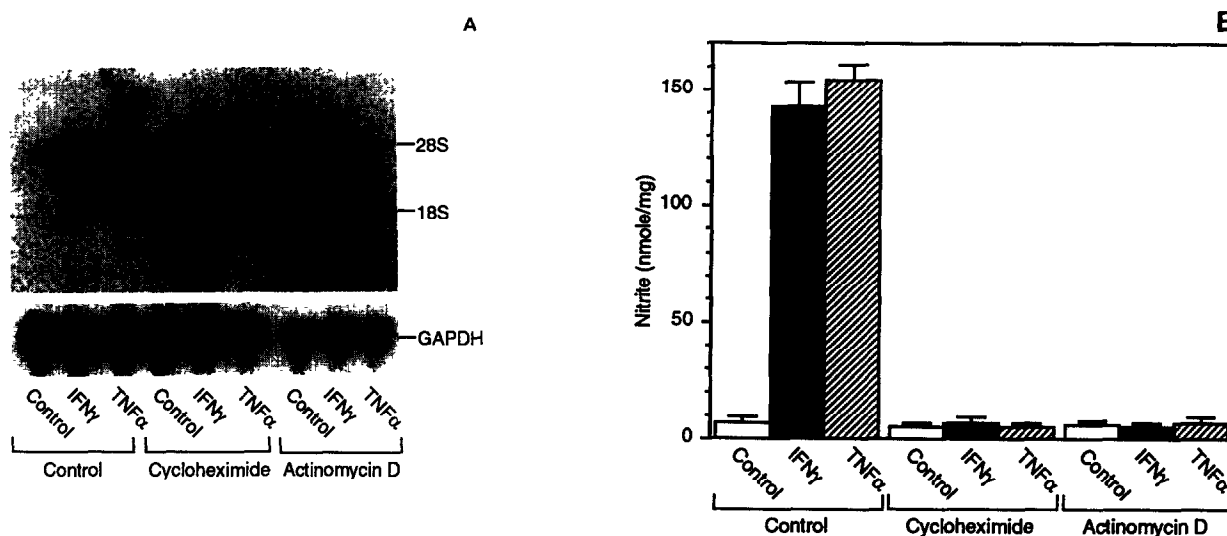 A
28S
18S
GAPDH
Control IFNγ TNFα Control IFNγ TNFα Control IFNγ TNFα
Control Cycloheximide Actinomycin D
Nitrite (nmole/mg)
150
100
50
0
Control IFNγ TNFα Control IFNγ TNFα Control IFNγ TNFα
Control Cycloheximide Actinomycin D